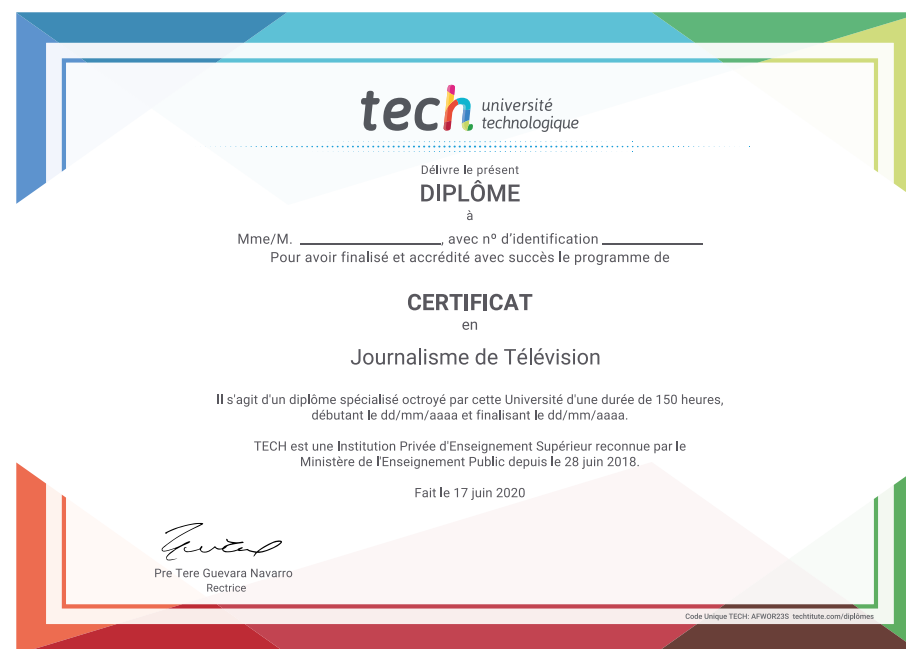 tech université
technologique
Délivre le présent
DIPLÔME
à
Mme/M. , avec nº d'identification
Pour avoir finalisé et accrédité avec succès le programme de
CERTIFICAT
en
Journalisme de Télévision
Il s'agit d'un diplôme spécialisé octroyé par cette Université d'une durée de 150 heures,
débutant le dd/mm/aaaa et finalisant le dd/mm/aaaa.
TECH est une Institution Privée d'Enseignement Supérieur reconnue par le
Ministère de l'Enseignement Public depuis le 28 juin 2018.
Fait le 17 juin 2020
Pre Tere Guevara Navarro
Rectrice
Code Unique TECH: AFWOR23S techtitute.com/diplômes